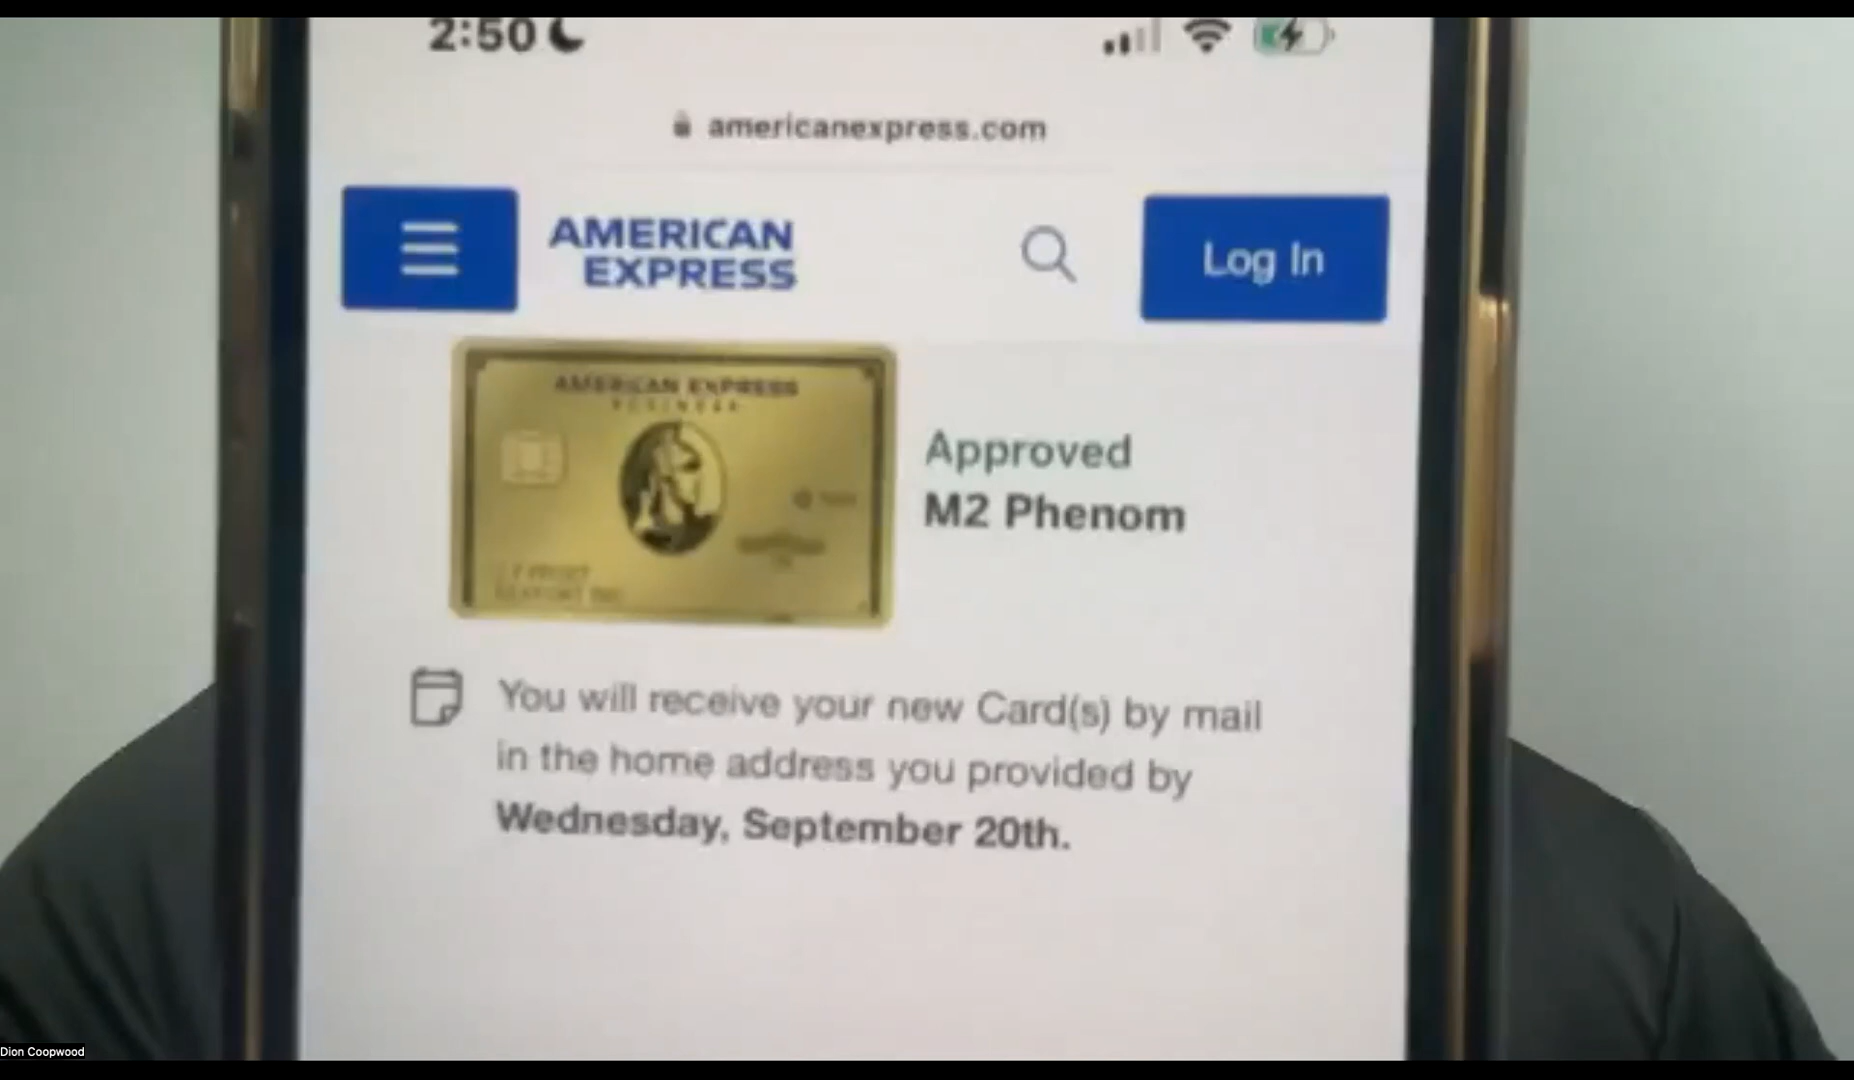 2:50
americanexpress.com
AMERICAN
EXPRESS
Log In
AMERICAN EXPRESS
BUSINESS
Approved
M2 Phenom
You will receive your new Card(s) by mail
in the home address you provided by
Wednesday, September 20th.
Dion Coopwood